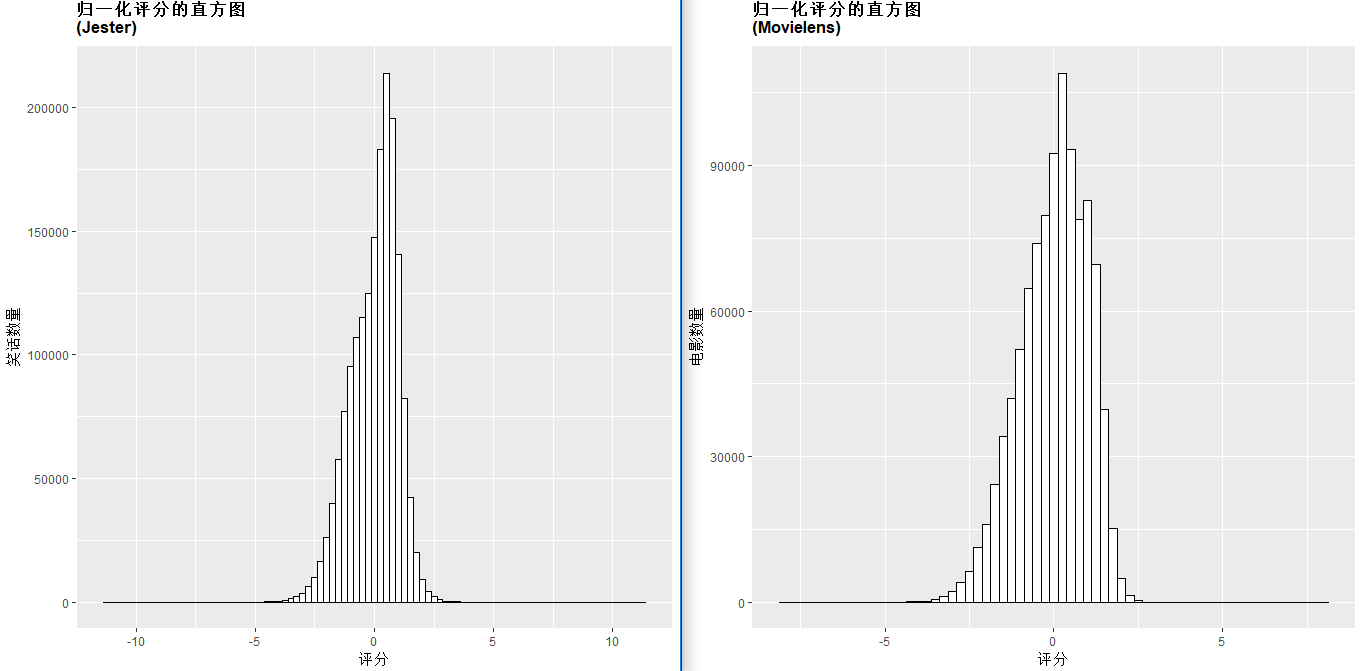 归一化评分的直方图
(Jester)
200000
150000
100000
50000
0
笑话数量
-10
-5
0
5
10
评分
归一化评分的直方图
(Movielens)
90000
60000
30000
0
电影数量
-5
0
5
评分